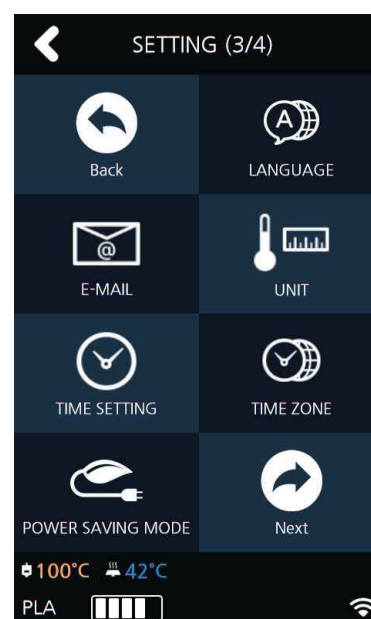 SETTING (3/4)
Back
LANGUAGE
E-MAIL
UNIT
TIME SETTING
TIME ZONE
POWER SAVING MODE
Next
100°C 42°C
PLA